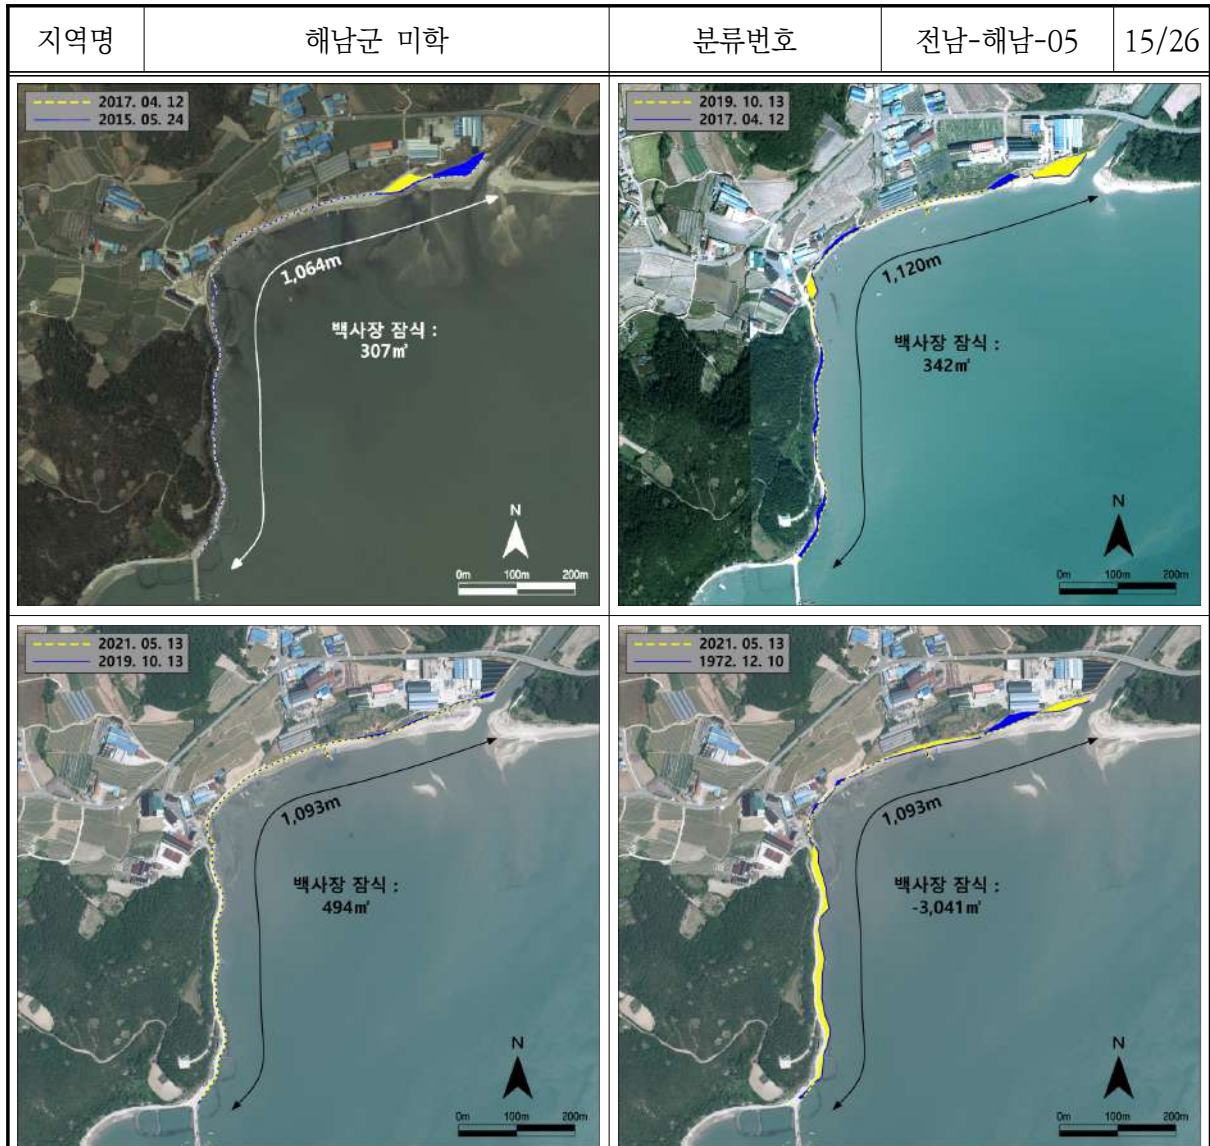 지역명 해남군 미학 분류번호 전남-해남-05 15/26
2017. 04. 12
2015. 05. 24
1,064m
백사장 잠식 :
307㎡
N
0m 100m 200m
2019. 10. 13
2017. 04. 12
1,120m
백사장 잠식 :
342㎡
N
0m 100m 200m
2021. 05. 13
2019. 10. 13
1,093m
백사장 잠식 :
494㎡
N
0m 100m 200m
2021. 05. 13
1972. 12. 10
1,093m
백사장 잠식 :
-3,041㎡
N
0m 100m 200m